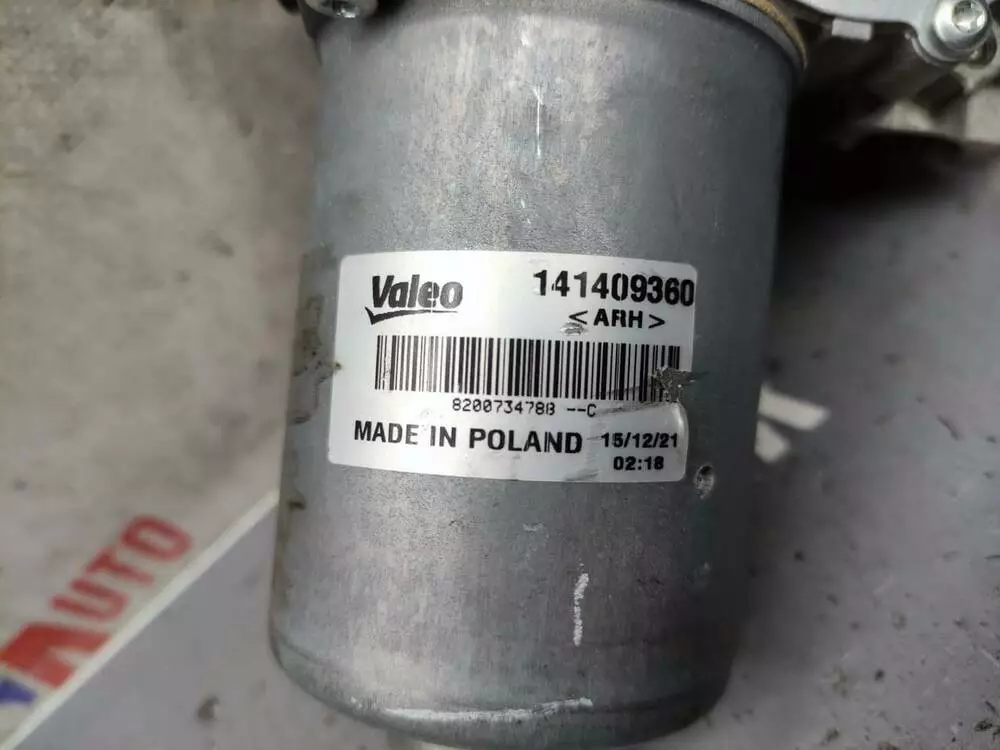 Valeo
141409360
<ARH>
8200734788 --C
MADE IN POLAND
15/12/21
02:18
AUTO